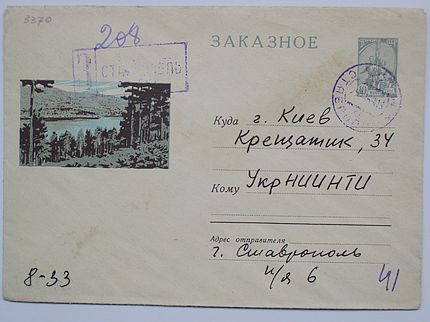 3370
208
ЗАКАЗНОЕ
Куда г. Киев
Крещатик, 34
Кому УкрНИИНТИ
Адрес отправителя
г. Ставрополь
п/я 6
8-33
41